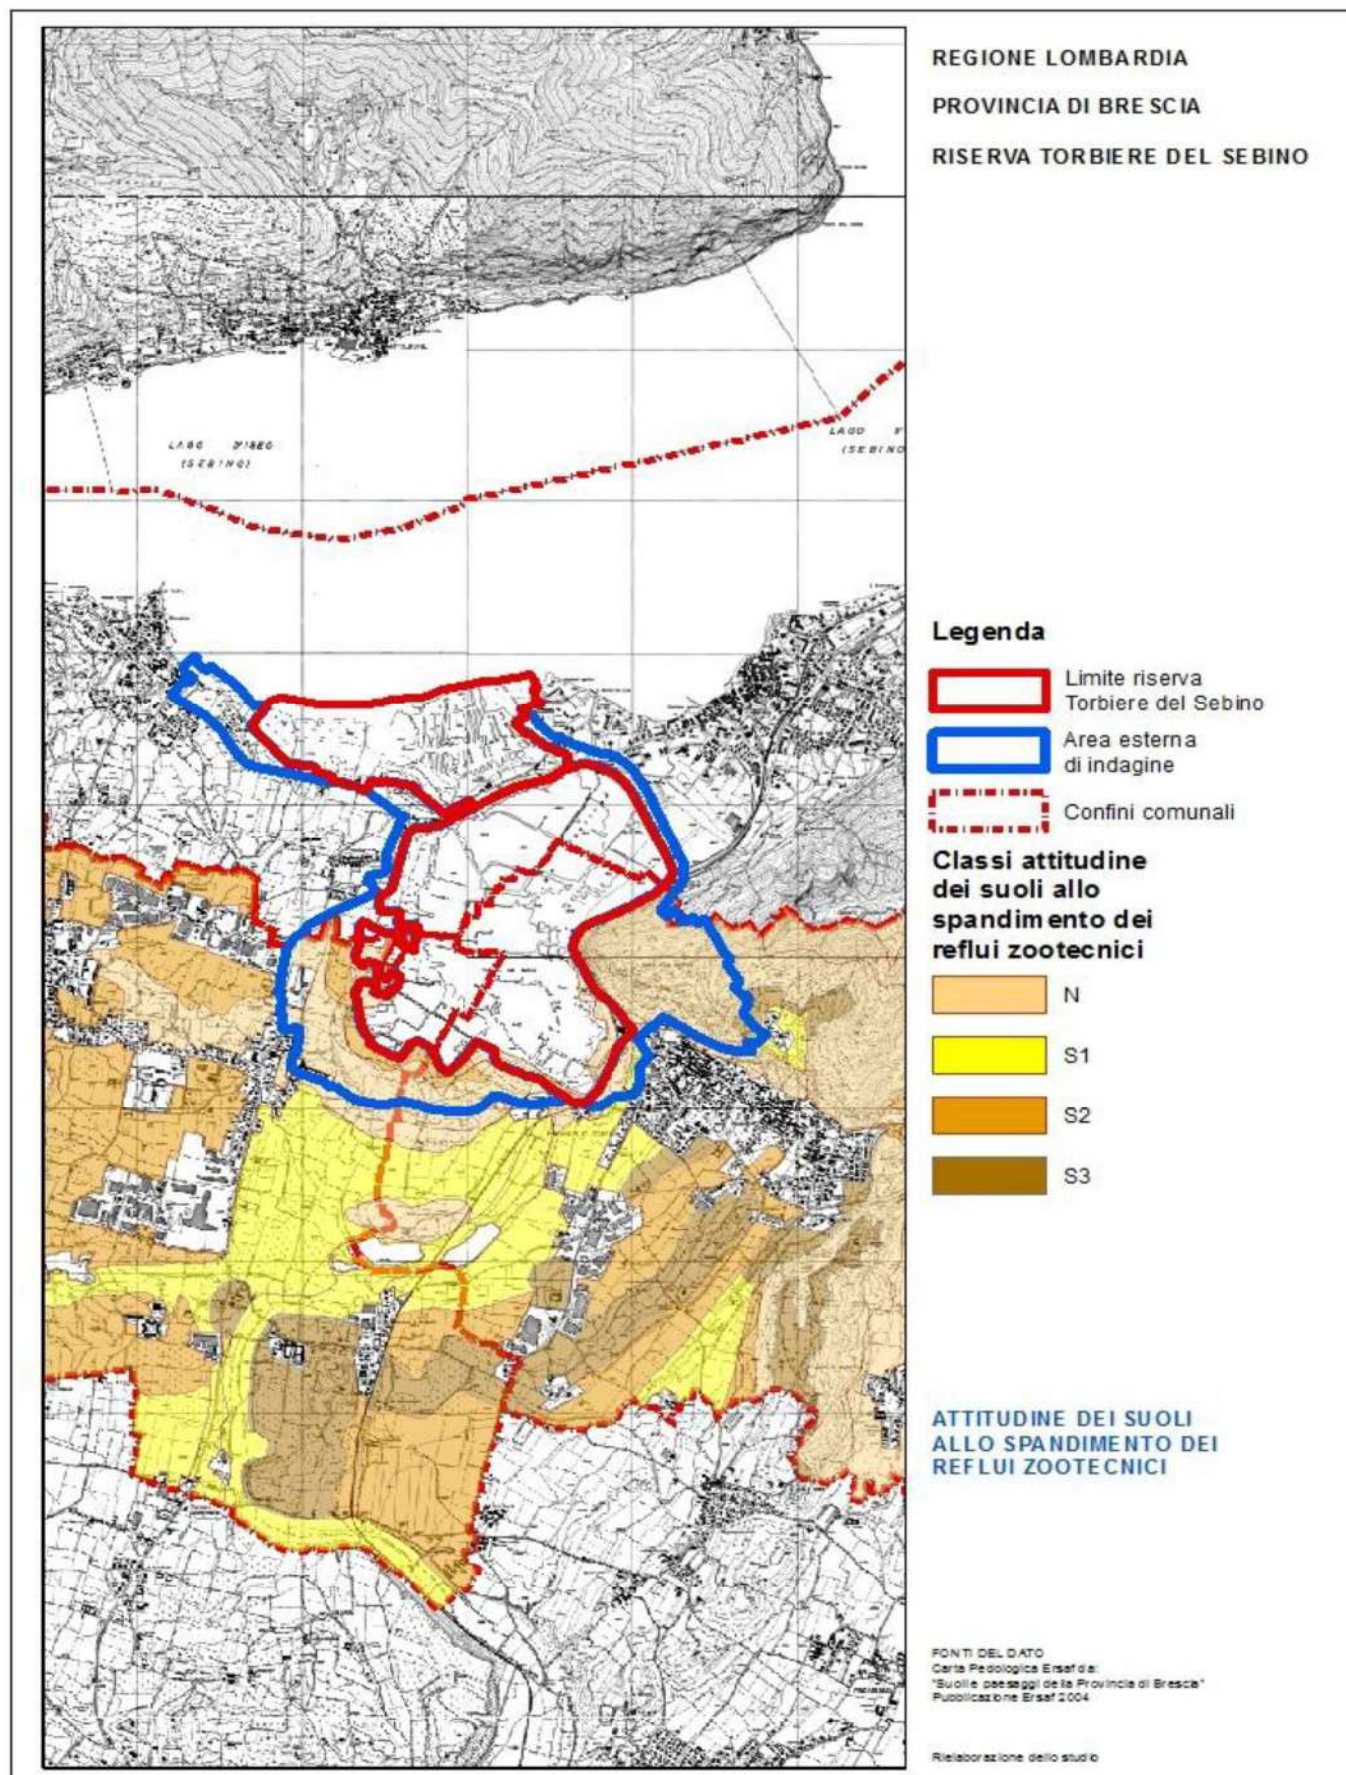 REGIONE LOMBARDIA
PROVINCIA DI BRESCIA
RISERVA TORBIERE DEL SEBINO
LAGO D'ISEO
(SEBINO)
LAGO D'
(SEBINO
Legenda
Limite riserva
Torbiere del Sebino
Area esterna
di indagine
Confini comunali
Classi attitudine
dei suoli allo
spandimento dei
reflui zootecnici
N
S1
S2
S3
ATTITUDINE DEI SUOLI
ALLO SPANDIMENTO DEI
REFLUI ZOOTECNICI
FONTI DEL DATO
Carta Pedologica Ersaf da:
"Suoli e paesaggi della Provincia di Brescia"
Pubblicazione Ersaf 2004
Rielaborazione dello studio